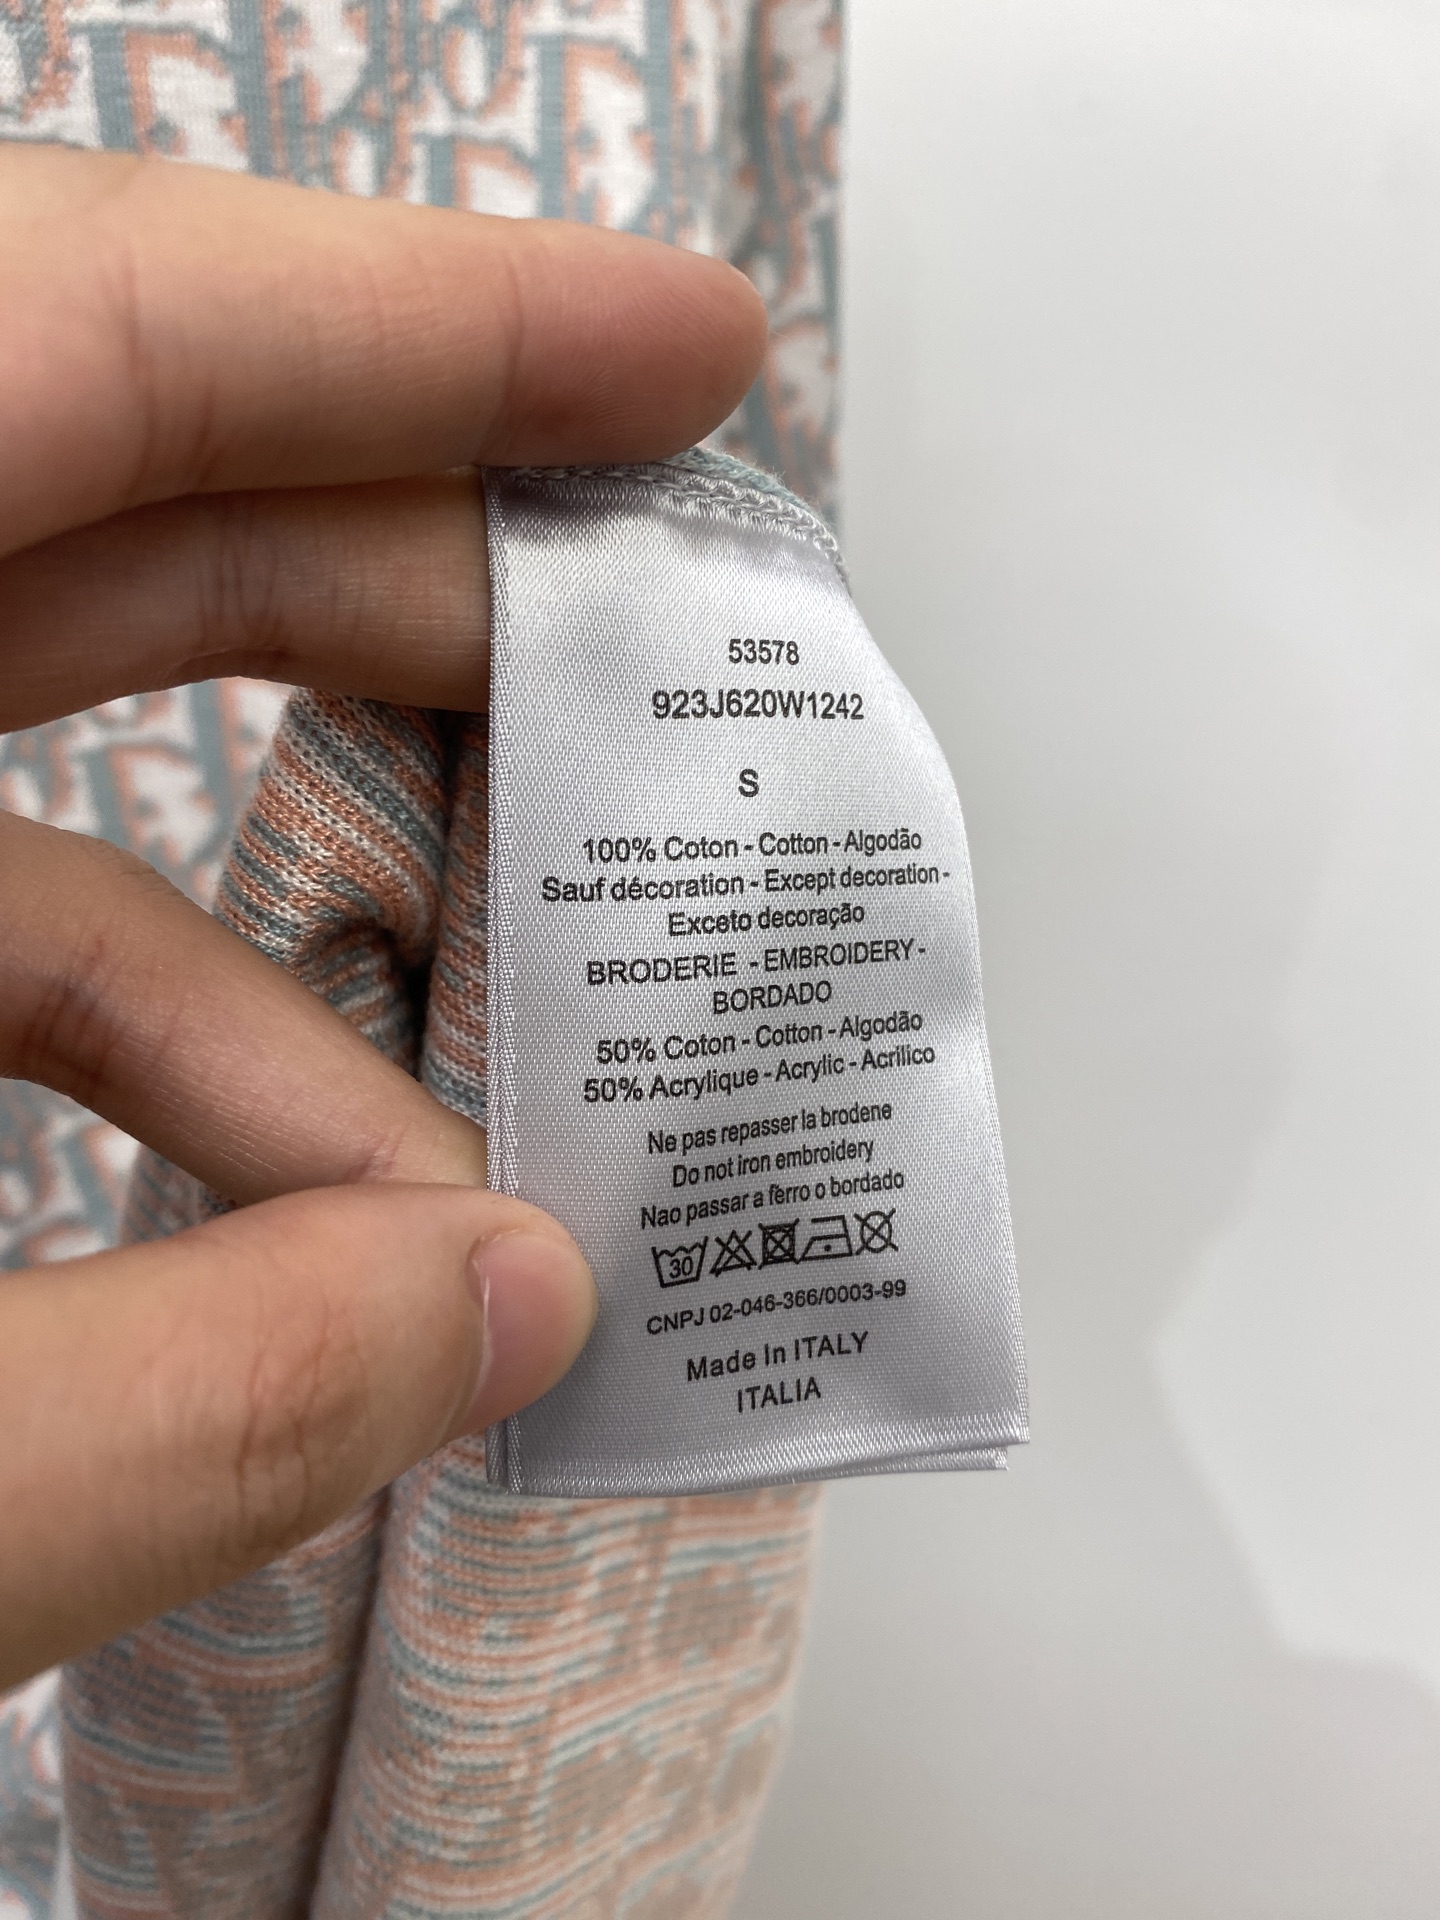 53578
923J620W1242
S
100% Coton - Cotton - Algodão
Sauf décoration - Except decoration -
Exceto decoração
BRODERIE - EMBROIDERY -
BORDADO
50% Coton - Cotton - Algodão
50% Acrylique - Acrylic - Acrilico
Ne pas repasser la brodene
Do not iron embroidery
Nao passar a ferro o bordado
30
CNPJ 02-046-366/0003-99
Made In ITALY
ITALIA